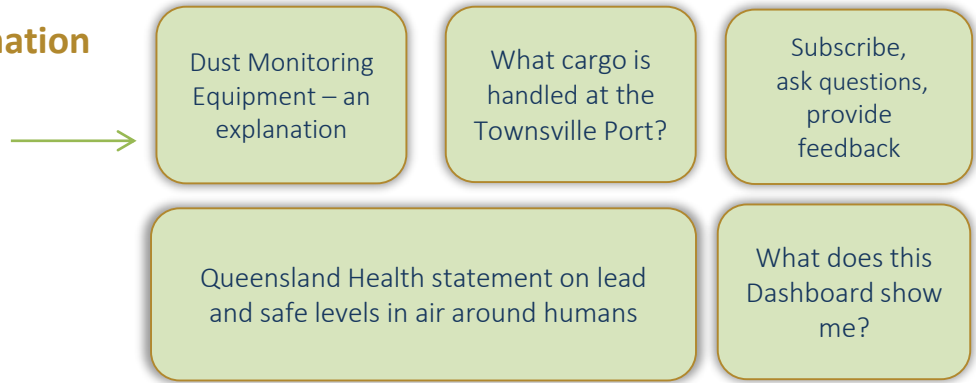 nation
Dust Monitoring
Equipment – an
explanation
What cargo is
handled at the
Townsville Port?
Subscribe,
ask questions,
provide
feedback
Queensland Health statement on lead
and safe levels in air around humans
What does this
Dashboard show
me?